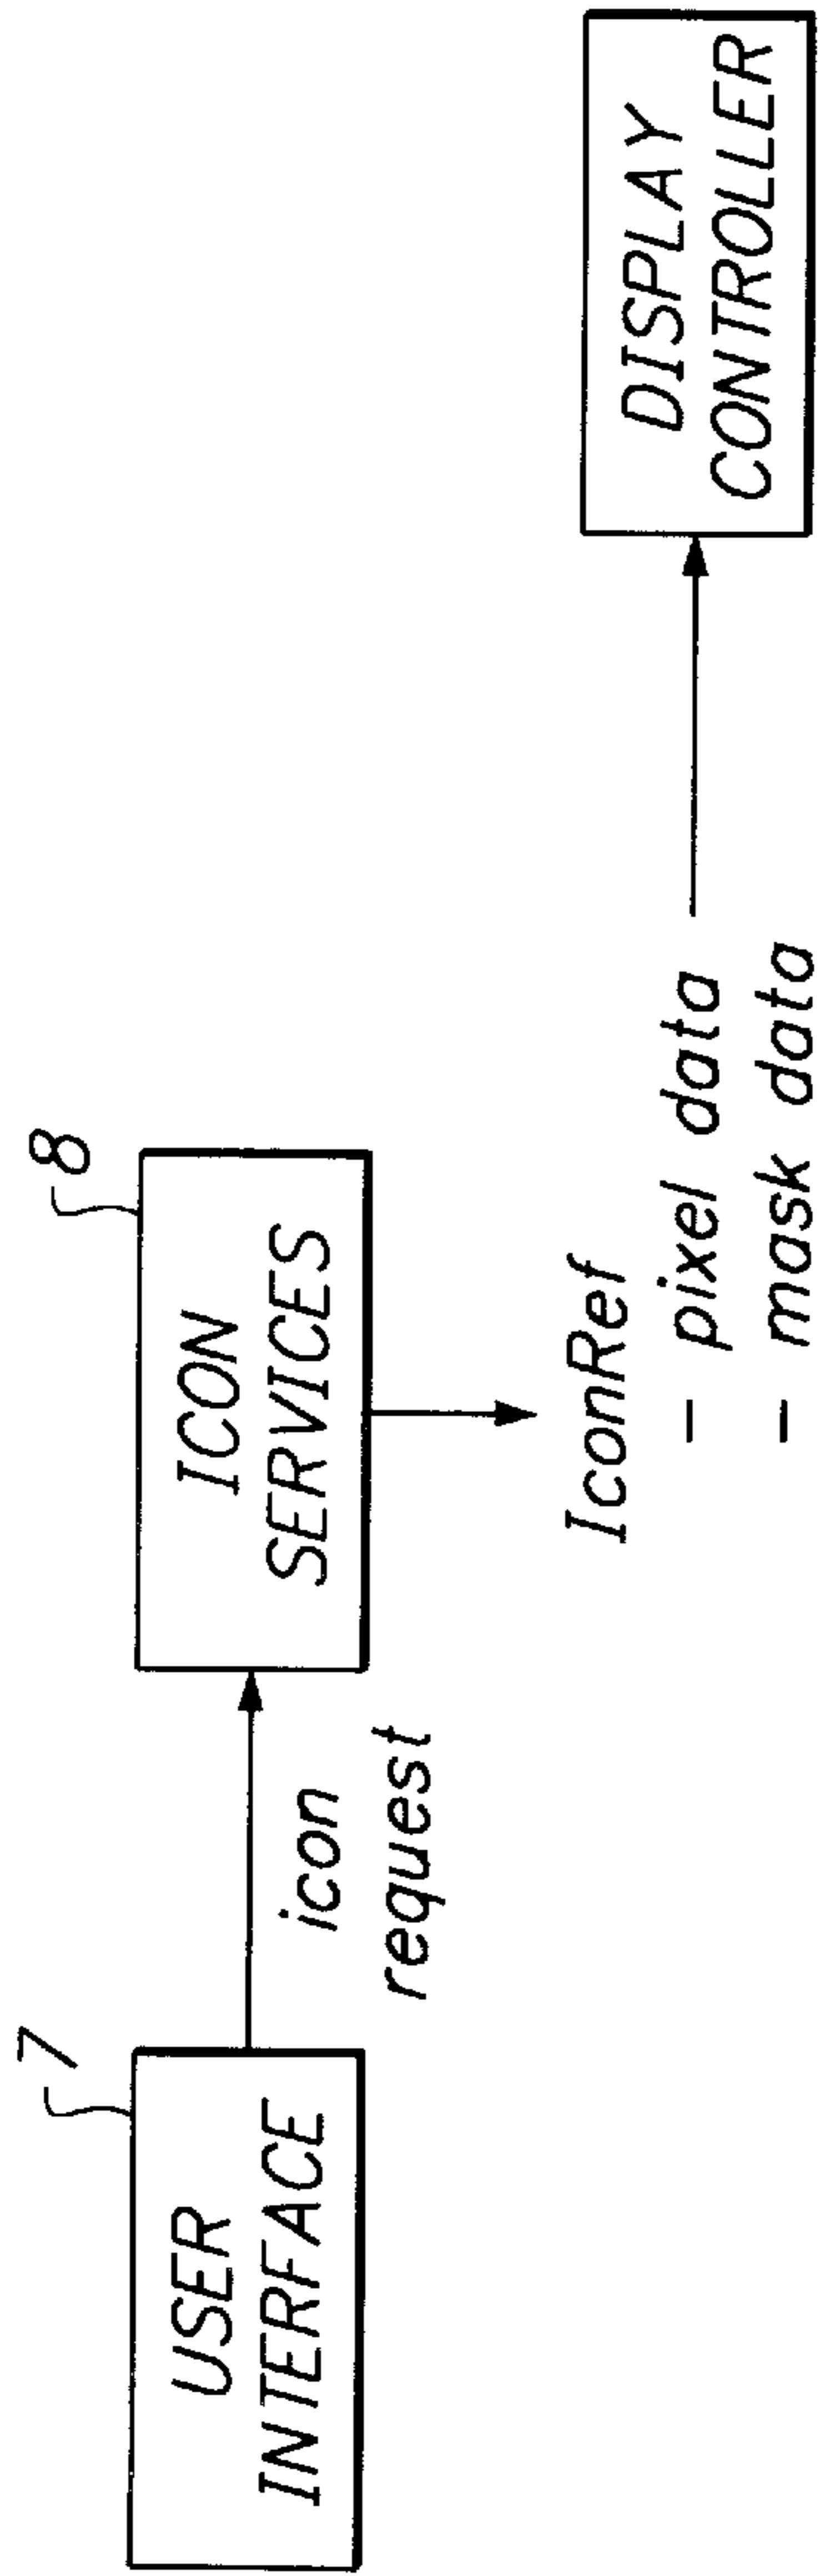 7
USER
INTERFACE
icon
request
8
ICON
SERVICES
IconRef
- pixel data
- mask data
DISPLAY
CONTROLLER